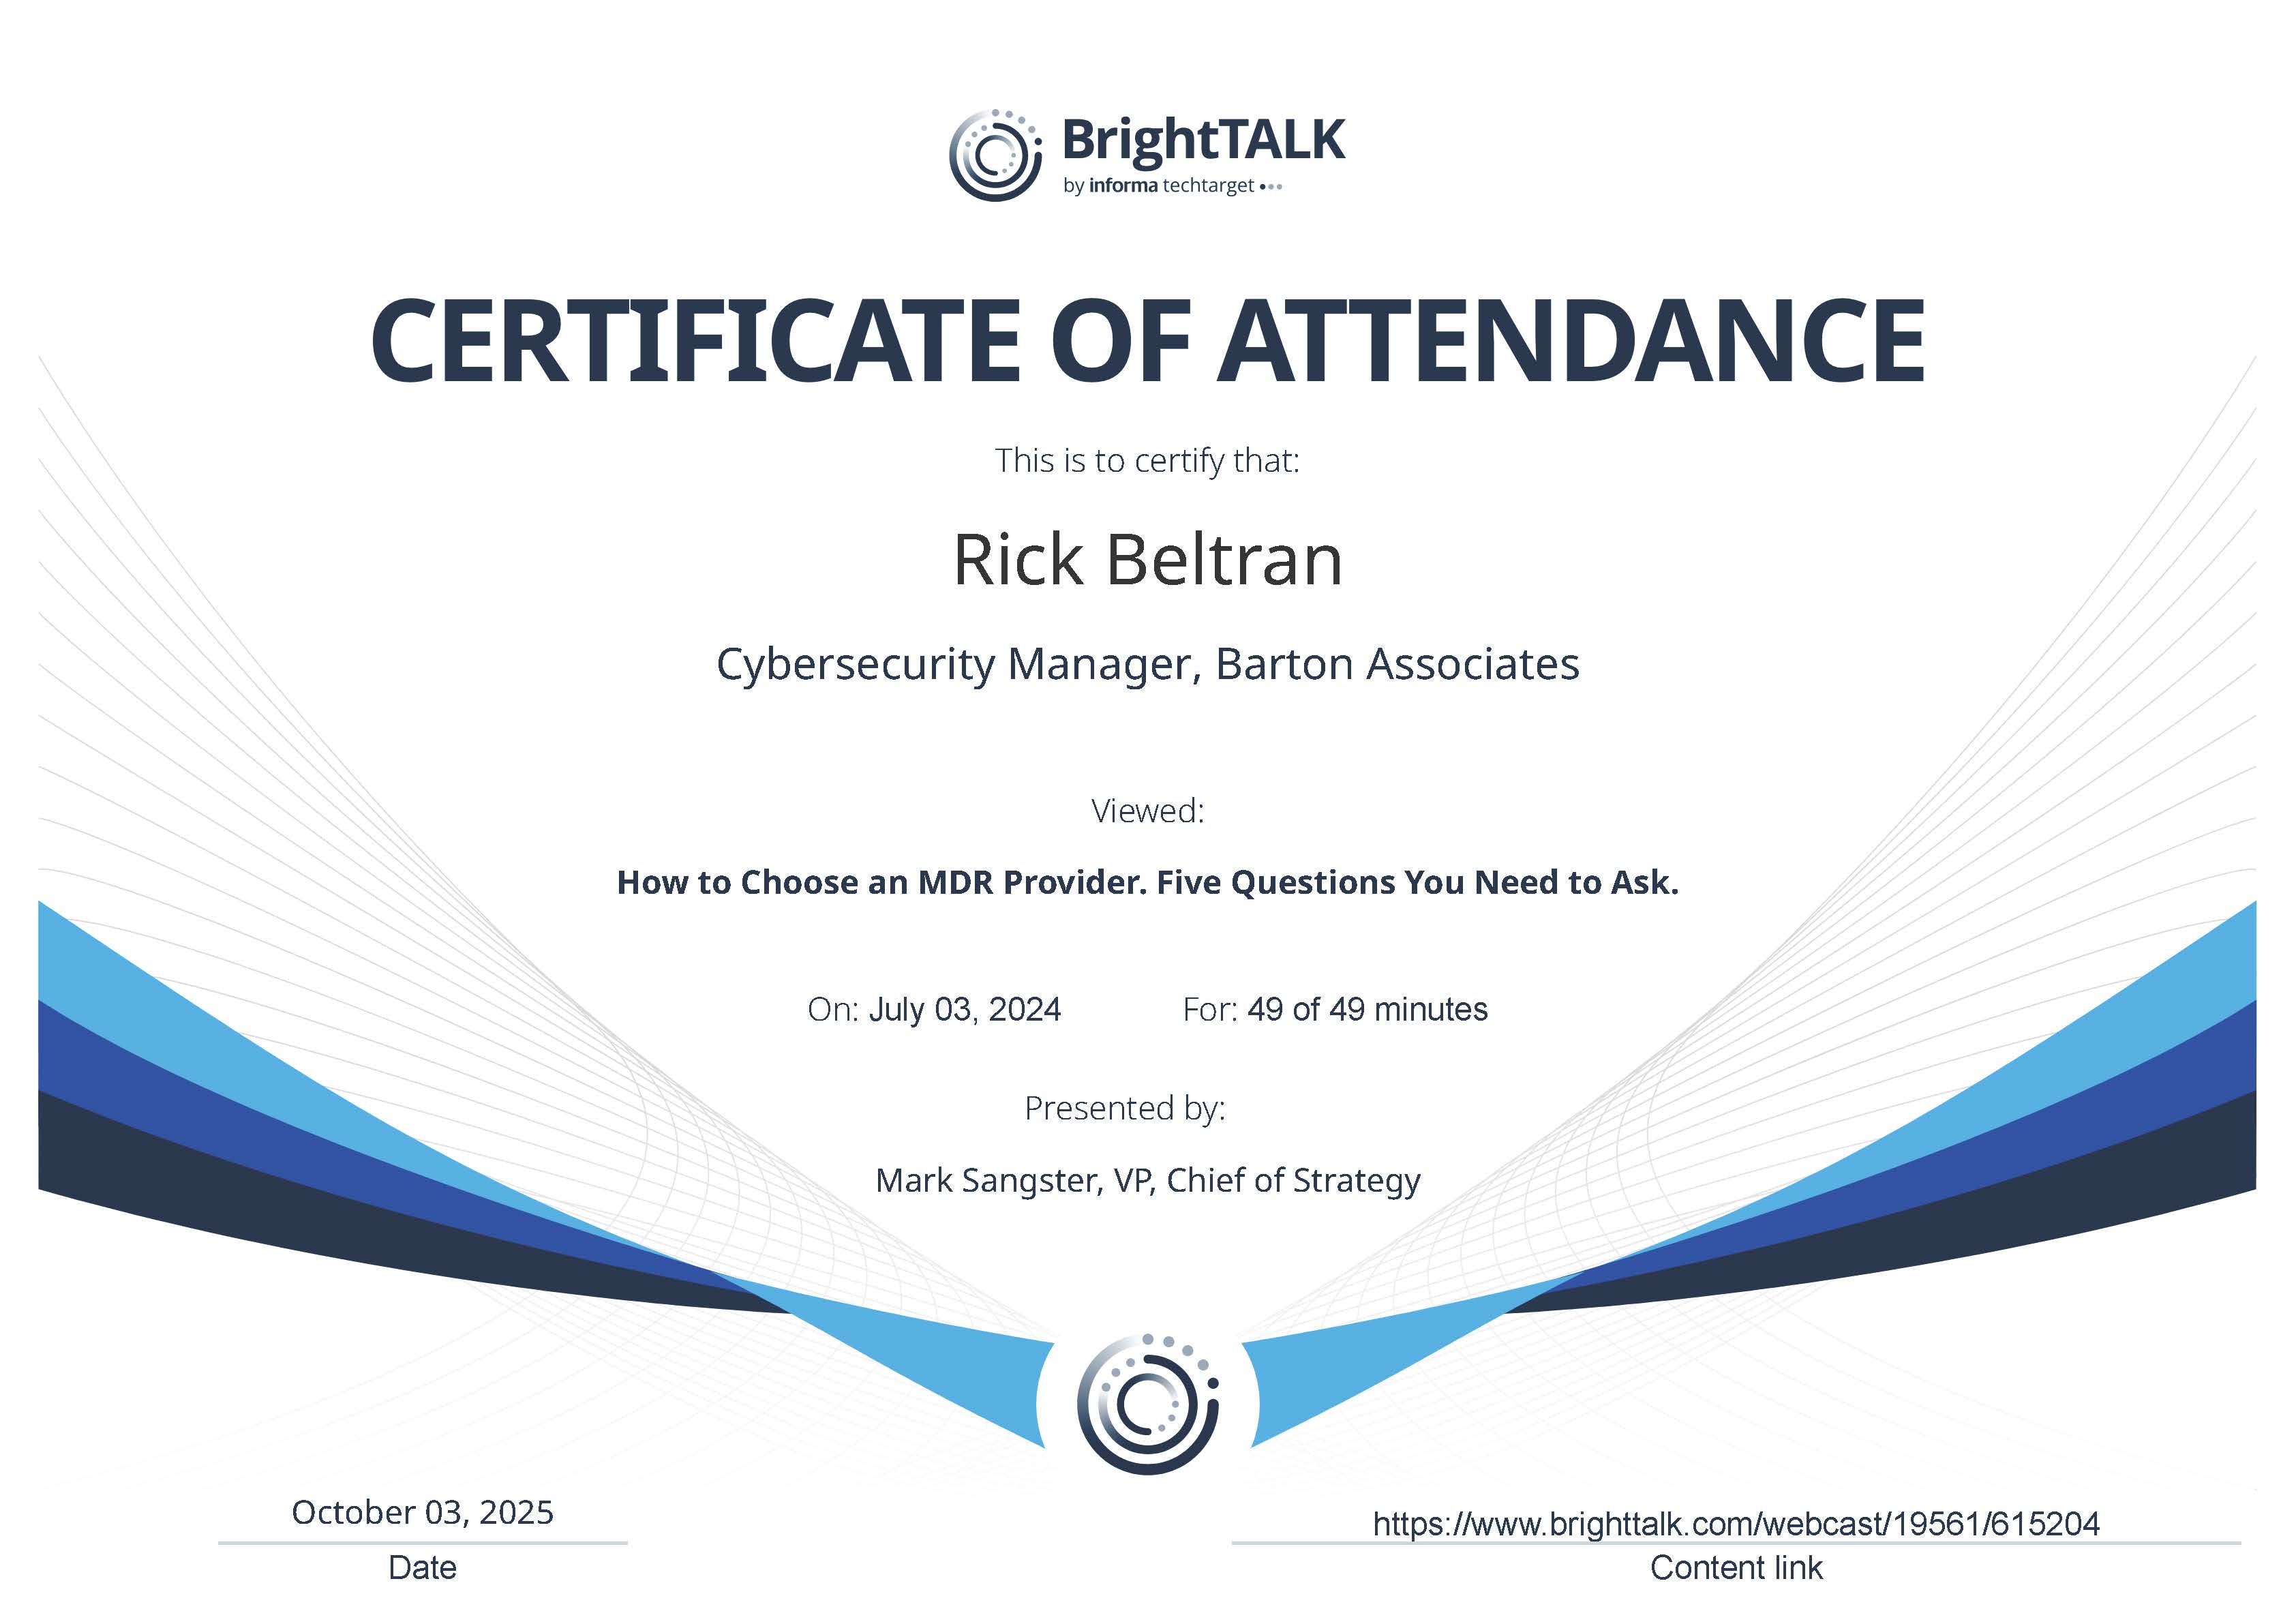 BrightTALK
by informa techtarget
CERTIFICATE OF ATTENDANCE
This is to certify that:
Rick Beltran
Cybersecurity Manager, Barton Associates
Viewed:
How to Choose an MDR Provider. Five Questions You Need to Ask.
On: July 03, 2024 For: 49 of 49 minutes
Presented by:
Mark Sangster, VP, Chief of Strategy
October 03, 2025
Date
https://www.brighttalk.com/webcast/19561/615204
Content link